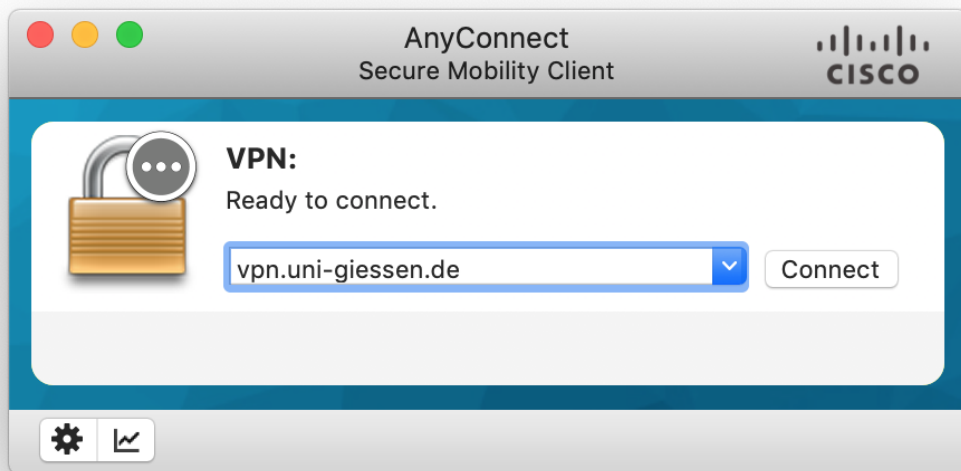 AnyConnect
Secure Mobility Client
CISCO
VPN:
Ready to connect.
vpn.uni-giessen.de
Connect